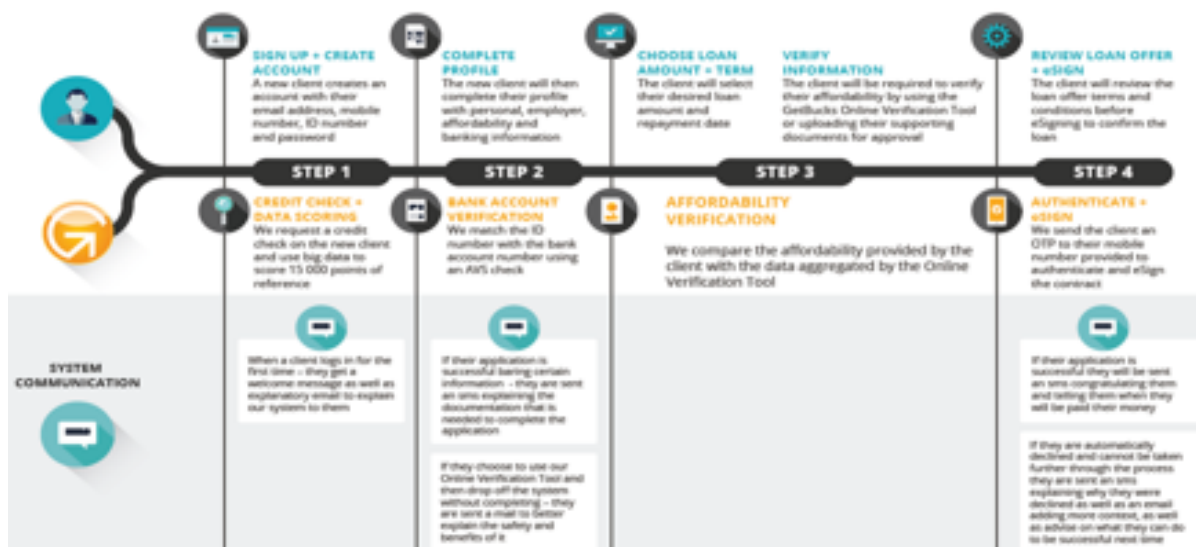 SIGN UP + CREATE
ACCOUNT
A new client creates an
account with their
email address, mobile
number, ID number
and password
COMPLETE
PROFILE
The new client will then
complete their profile
with personal, employer,
affordability and
banking information
CHOOSE LOAN
AMOUNT + TERM
The client will select
their desired loan
amount and
repayment date
VERIFY
INFORMATION
The client will be required to verify
their affordability by using the
GetBucks Online Verification Tool
or uploading their supporting
documents for approval
REVIEW LOAN OFFER
+ eSIGN
The client will review the
loan offer terms and
conditions before
eSigning to confirm the
loan
STEP 1
STEP 2
STEP 3
STEP 4
CREDIT CHECK +
DATA SCORING
We request a credit
check on the new client
and use big data to
score 15 000 points of
reference
BANK ACCOUNT
VERIFICATION
We match the ID
number with the bank
account number using
an AVS check
AFFORDABILITY
VERIFICATION
We compare the affordability provided by the
client with the data aggregated by the Online
Verification Tool
AUTHENTICATE +
eSIGN
We send the client an
OTP to their mobile
number provided to
authenticate and eSign
the contract
SYSTEM
COMMUNICATION
When a client logs in for the
first time – they get a
welcome message as well as
explanatory email to explain
our system to them
If their application is
successful baring certain
information - they are sent
an sms explaining the
documentation that is
needed to complete the
application
If they choose to use our
Online Verification Tool and
then drop off the system
without completing – they
are sent a mail to better
explain the safety and
benefits of it
If their application is
successful they will be sent
an sms congratulating them
and telling them when they
will be paid their money
If they are automatically
declined and cannot be taken
further through the process
they are sent an sms
explaining why they were
declined as well as an email
adding more context, as well
as advise on what they can do
to be successful next time